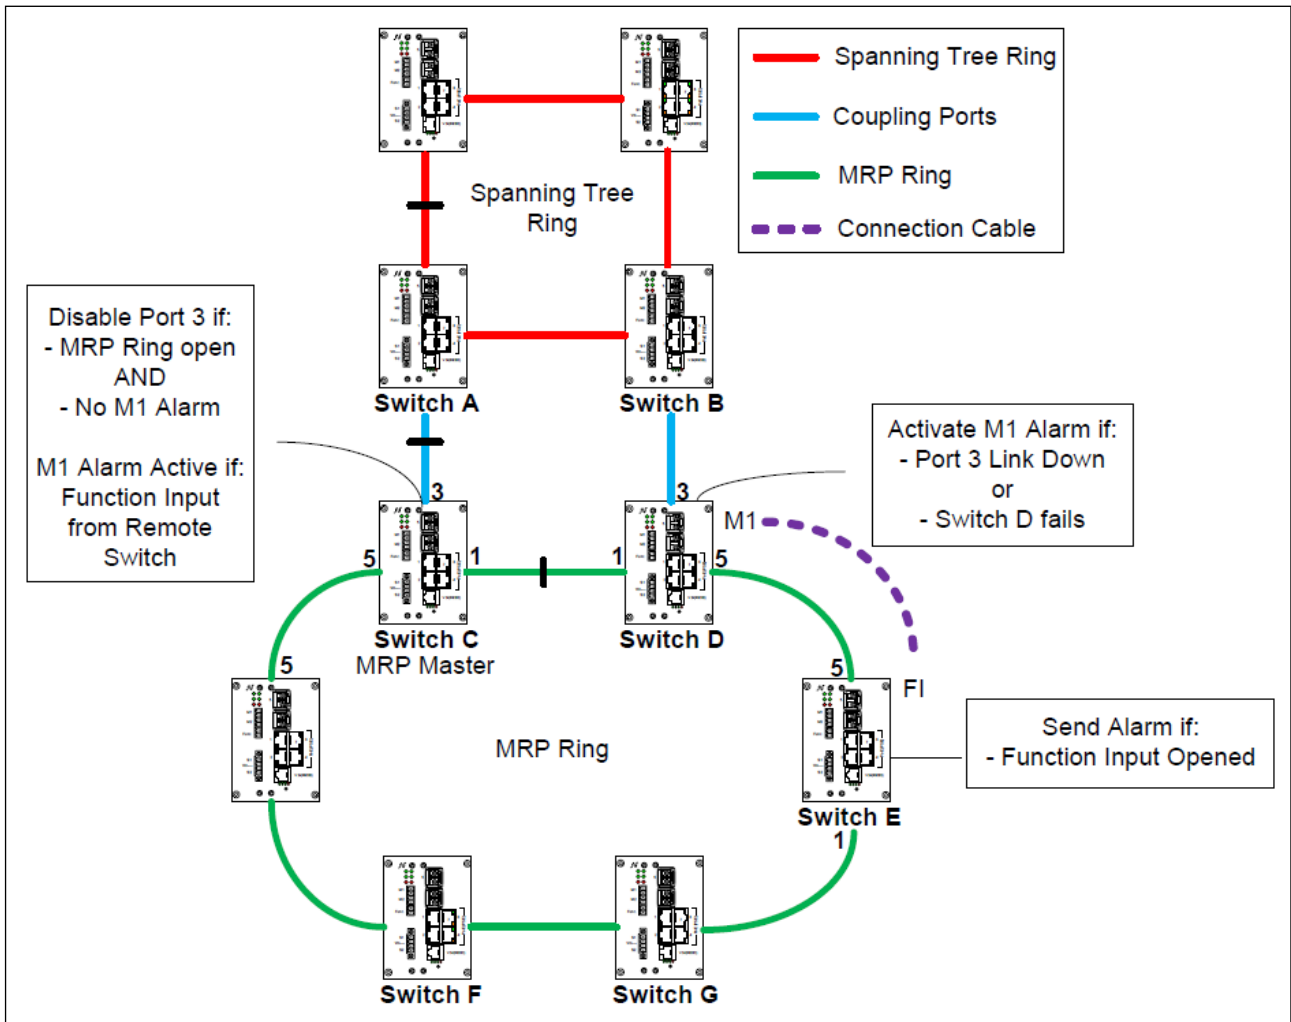 Spanning Tree Ring
Coupling Ports
MRP Ring
Connection Cable
Spanning Tree
Ring
Disable Port 3 if:
- MRP Ring open
AND
- No M1 Alarm
M1 Alarm Active if:
Function Input
from Remote
Switch
Switch A
Switch B
Activate M1 Alarm if:
- Port 3 Link Down
or
- Switch D fails
3
3
M1
5
1
1
5
Switch C
MRP Master
Switch D
5
5
FI
MRP Ring
Send Alarm if:
- Function Input Opened
Switch E
1
Switch F
Switch G